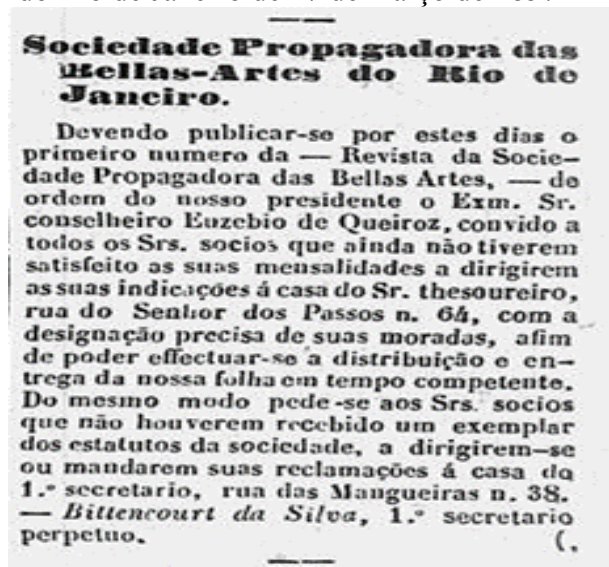 Sociedade Propagadora das
Bellas-Artes do Rio de
Janeiro.
Devendo publicar-se por estes dias o
primeiro numero da — Revista da Socie-
dade Propagadora das Bellas Artes, — de
ordem do nosso presidente o Exm. Sr.
conselheiro Euzebio de Queiroz, convido a
todos os Srs. socios que ainda não tiverem
satisfeito as suas mensalidades a dirigirem
as suas indicações á casa do Sr. thesoureiro,
rua do Senhor dos Passos n. 64, com a
designação precisa de suas moradas, afim
de poder effectuar-se a distribuição e en-
trega da nossa folha em tempo competente.
Do mesmo modo pede-se aos Srs. socios
que não houverem recebido um exemplar
dos estatutos da sociedade, a dirigirem-se
ou mandarem suas reclamações á casa do
1.º secretario, rua das Mangueiras n. 38.
— Bittencourt da Silva, 1.º secretario
perpetuo. (.